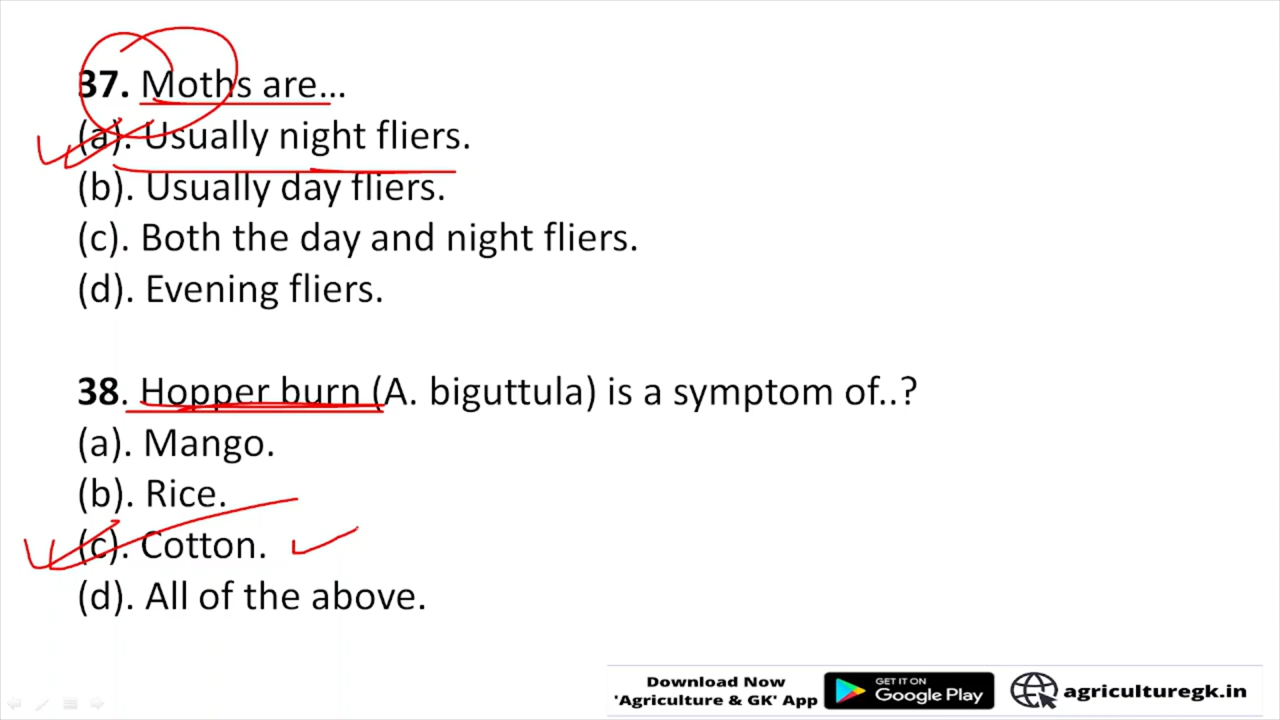 37. Moths are...
(a). Usually night fliers.
(b). Usually day fliers.
(c). Both the day and night fliers.
(d). Evening fliers.
38. Hopper burn (A. biguttula) is a symptom of..?
(a). Mango.
(b). Rice.
(c). Cotton.
(d). All of the above.
Download Now
'Agriculture & GK' App
GET IT ON
Google Play
agriculturegk.in